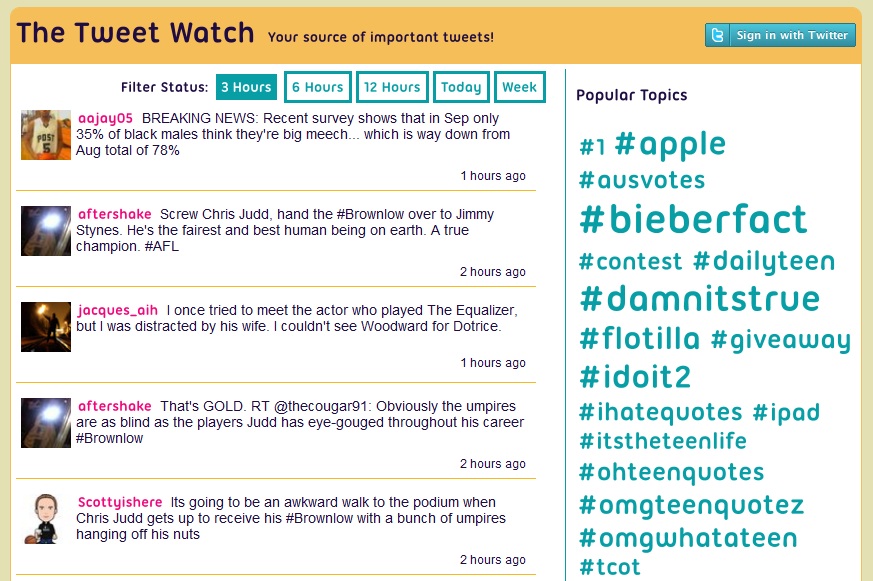 The Tweet Watch Your source of important tweets!
Sign in with Twitter
Filter Status: 3 Hours 6 Hours 12 Hours Today Week
aajay05 BREAKING NEWS: Recent survey shows that in Sep only
35% of black males think they're big meech... which is way down from
Aug total of 78%
1 hours ago
aftershake Screw Chris Judd, hand the #Brownlow over to Jimmy
Stynes. He's the fairest and best human being on earth. A true
champion. #AFL
2 hours ago
jacques_aih I once tried to meet the actor who played The Equalizer,
but I was distracted by his wife. I couldn't see Woodward for Dotrice.
1 hours ago
aftershake That's GOLD. RT @thecougar91: Obviously the umpires
are as blind as the players Judd has eye-gouged throughout his career
#Brownlow
2 hours ago
Scottyishere Its going to be an awkward walk to the podium when
Chris Judd gets up to receive his #Brownlow with a bunch of umpires
hanging off his nuts
2 hours ago
Popular Topics
#1 #apple
#ausvotes
#bieberfact
#contest #dailyteen
#damnitstrue
#flotilla #giveaway
#idoit2
#ihatequotes #ipad
#itstheteenlife
#ohteenquotes
#omgteenquotez
#omgwhatateen
#tcot